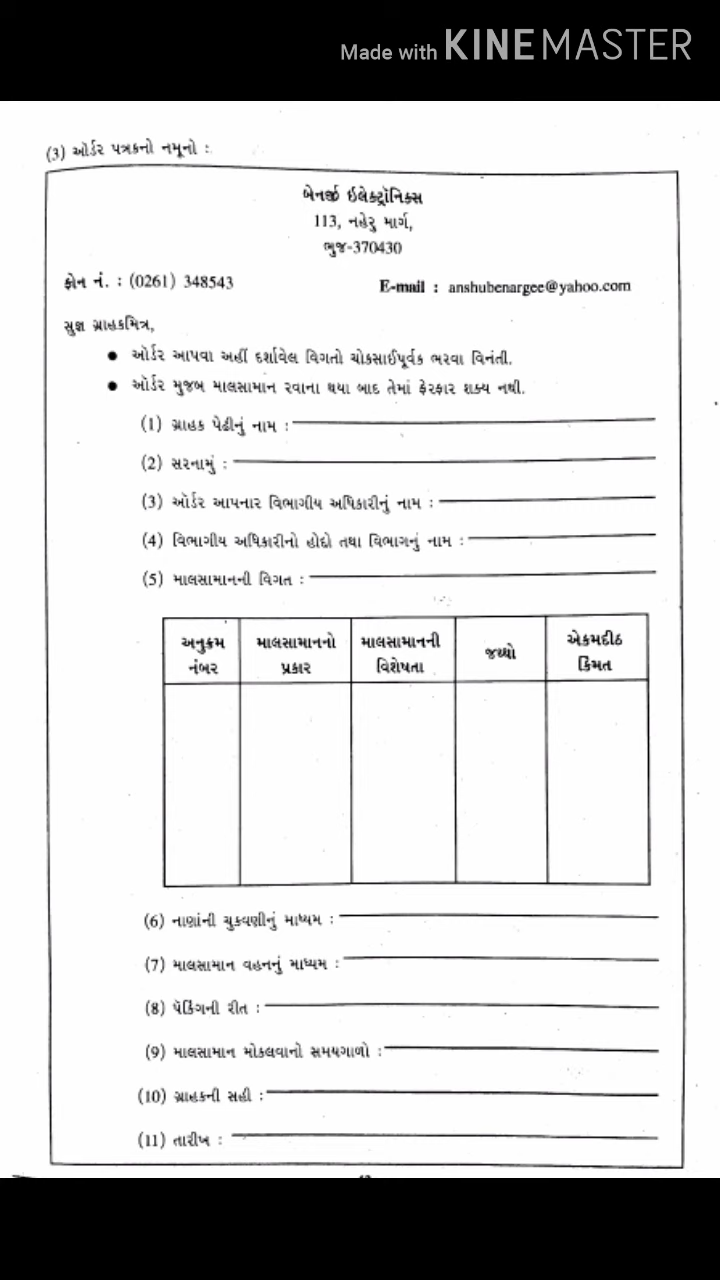 Made with KINEMASTER
(3) ઑર્ડર પત્રકનો નમૂનો :
બેનર્જી ઇલેક્ટ્રૉનિક્સ
113, નહેરુ માર્ગ,
ભુજ-370430
ફોન નં. : (0261) 348543 E-mail : anshubenargee@yahoo.com
સુજ્ઞ ગ્રાહકમિત્ર,
● ઑર્ડર આપવા અહીં દર્શાવેલ વિગતો ચોકસાઈપૂર્વક ભરવા વિનંતી.
● ઑર્ડર મુજબ માલસામાન રવાના થયા બાદ તેમાં ફેરફાર શક્ય નથી.
(1) ગ્રાહક પેઢીનું નામ :
(2) સરનામું :
(3) ઑર્ડર આપનાર વિભાગીય અધિકારીનું નામ :
(4) વિભાગીય અધિકારીનો હોદ્દો તથા વિભાગનું નામ :
(5) માલસામાનની વિગત :
અનુક્રમ માલસામાનનો માલસામાનની જથ્થો એકમદીઠ
નંબર પ્રકાર વિશેષતા કિંમત
(6) નાણાંની ચુકવણીનું માધ્યમ :
(7) માલસામાન વહનનું માધ્યમ :
(8) પૅકિંગની રીત :
(9) માલસામાન મોકલવાનો સમયગાળો :
(10) ગ્રાહકની સહી :
(11) તારીખ :